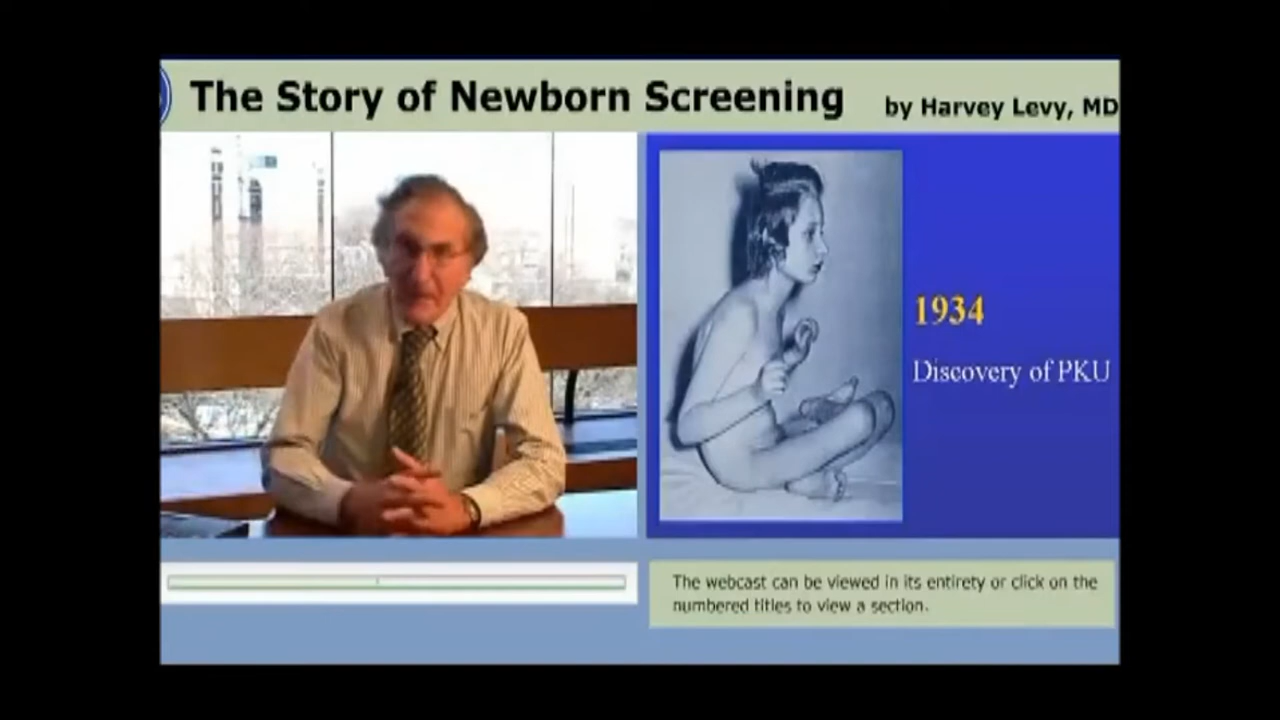 The Story of Newborn Screening by Harvey Levy, MD
1934
Discovery of PKU
The webcast can be viewed in its entirety or click on the
numbered titles to view a section.